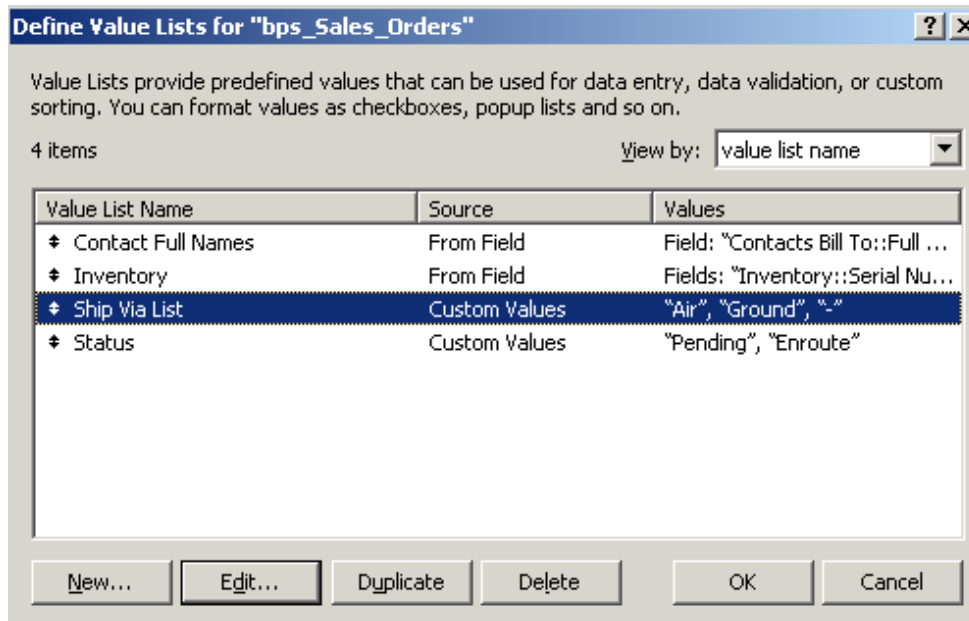 Define Value Lists for "bps_Sales_Orders"
Value Lists provide predefined values that can be used for data entry, data validation, or custom
sorting. You can format values as checkboxes, popup lists and so on.
4 items View by: value list name
Value List Name Source Values
Contact Full Names From Field Field: "Contacts Bill To::Full ...
Inventory From Field Fields: "Inventory::Serial Nu...
Ship Via List Custom Values "Air", "Ground", "-"
Status Custom Values "Pending", "Enroute"
New... Edit... Duplicate Delete OK Cancel